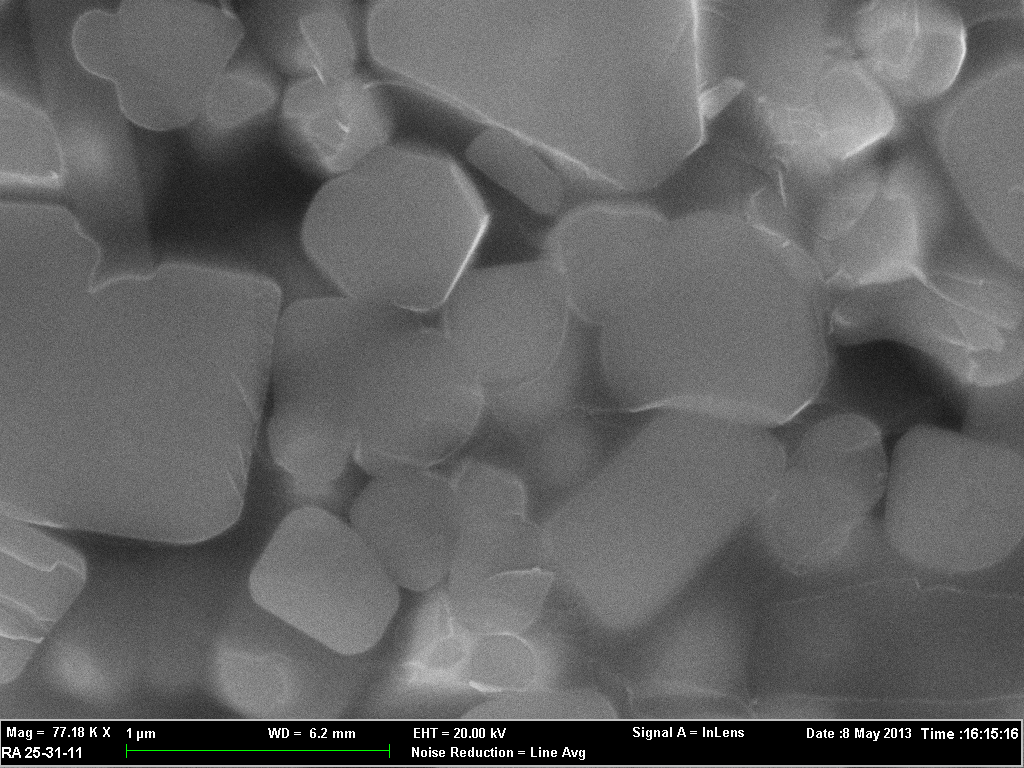 Mag = 77.18 K X 1 µm WD = 6.2 mm EHT = 20.00 kV Signal A = InLens Date :8 May 2013 Time :16:15:16
RA 25-31-11 Noise Reduction = Line Avg